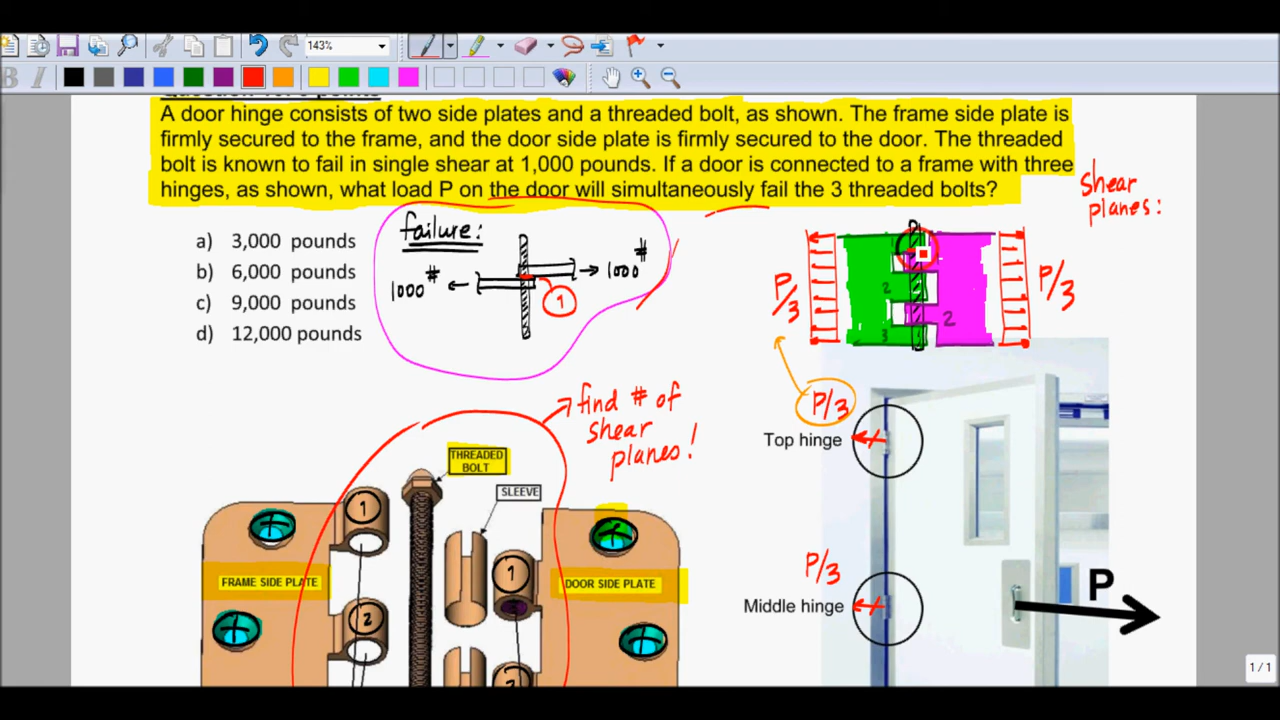 143%
B I
A door hinge consists of two side plates and a threaded bolt, as shown. The frame side plate is
firmly secured to the frame, and the door side plate is firmly secured to the door. The threaded
bolt is known to fail in single shear at 1,000 pounds. If a door is connected to a frame with three
hinges, as shown, what load P on the door will simultaneously fail the 3 threaded bolts?
shear
planes:
a) 3,000 pounds
b) 6,000 pounds
c) 9,000 pounds
d) 12,000 pounds
failure:
1000#
1000#
1
P/3
2
3
2
P/3
find # of
shear
planes!
P/3
Top hinge
THREADED
BOLT
SLEEVE
1
1
FRAME SIDE PLATE
DOOR SIDE PLATE
2
2
P/3
Middle hinge
P
1 / 1